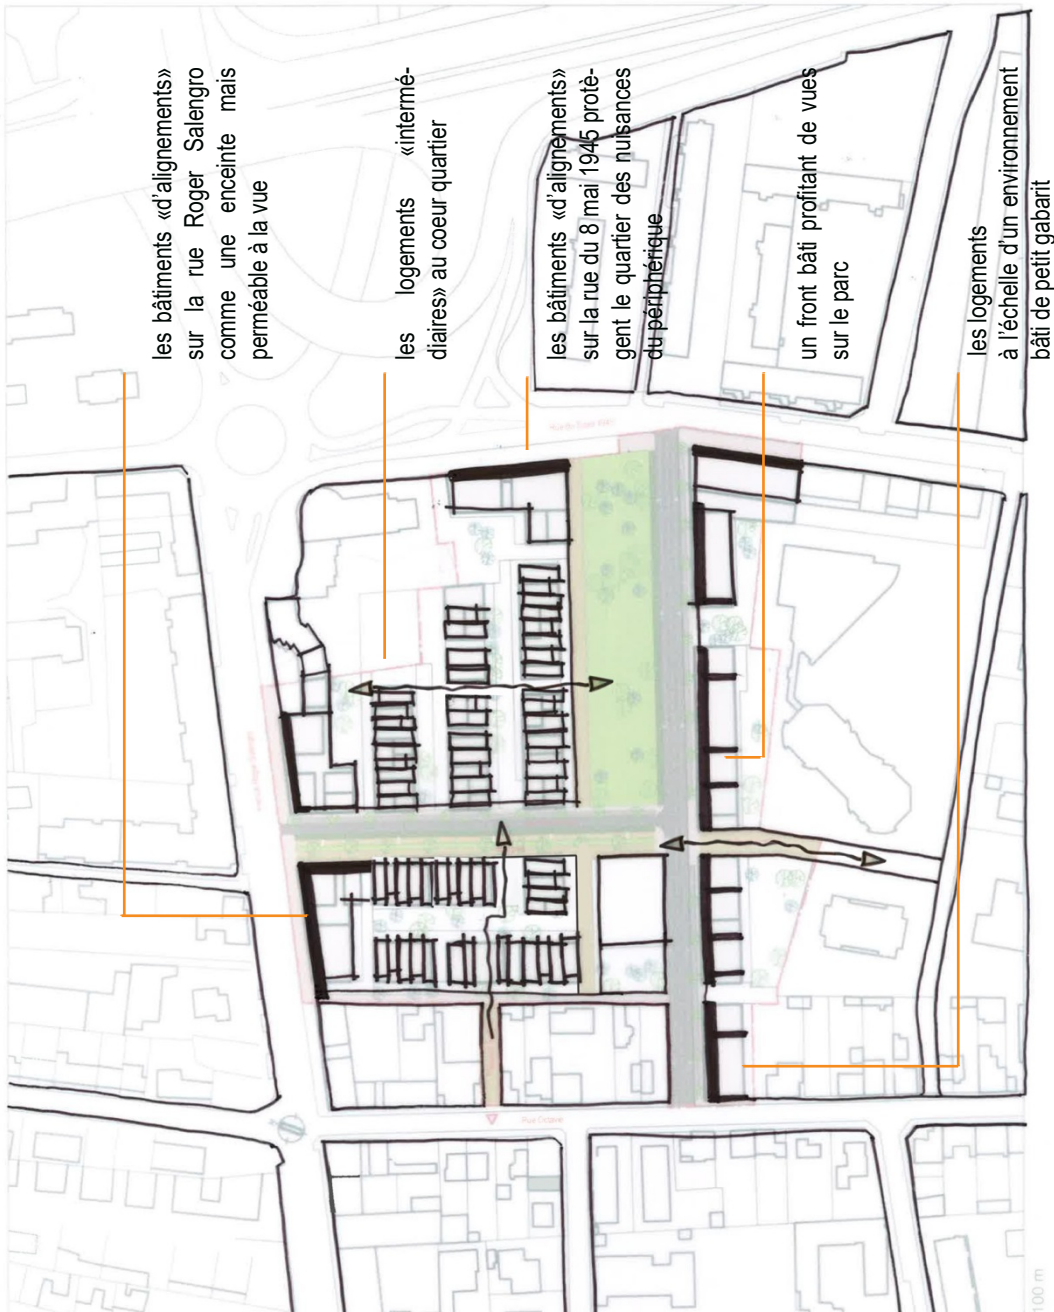 les bâtiments «d'alignements»
sur la rue Roger Salengro
comme une enceinte mais
perméable à la vue
les logements «intermé-
diaires» au coeur quartier
les bâtiments «d'alignements»
sur la rue du 8 mai 1945 protè-
gent le quartier des nuisances
du périphérique
un front bâti profitant de vues
sur le parc
les logements
à l'échelle d'un environnement
bâti de petit gabarit
100 m